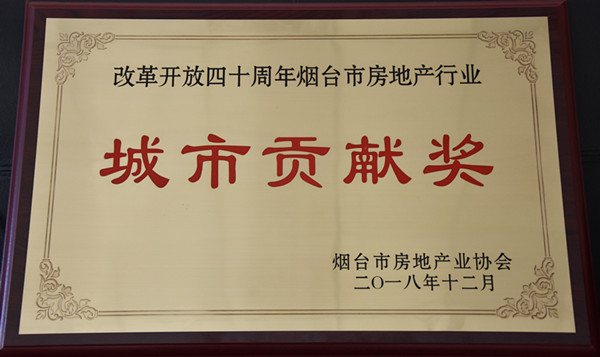 改革开放四十周年烟台市房地产行业
城市贡献奖
烟台市房地产业协会
二〇一八年十二月